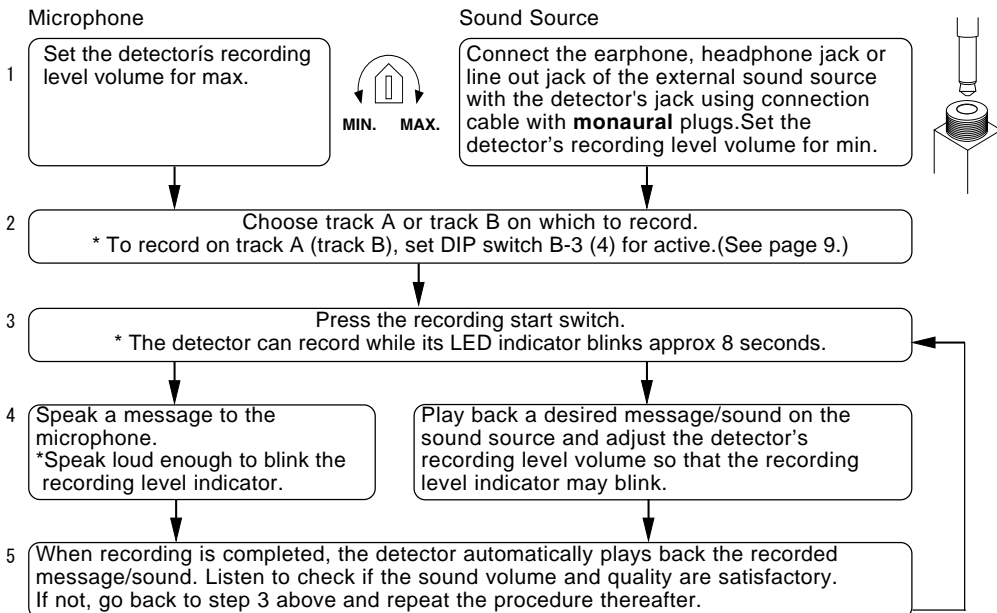 Microphone
Sound Source
1
Set the detectorís recording
level volume for max.
MIN. MAX.
Connect the earphone, headphone jack or
line out jack of the external sound source
with the detector's jack using connection
cable with monaural plugs.Set the
detector’s recording level volume for min.
2
Choose track A or track B on which to record.
* To record on track A (track B), set DIP switch B-3 (4) for active.(See page 9.)
3
Press the recording start switch.
* The detector can record while its LED indicator blinks approx 8 seconds.
4
Speak a message to the
microphone.
*Speak loud enough to blink the
recording level indicator.
Play back a desired message/sound on the
sound source and adjust the detector’s
recording level volume so that the recording
level indicator may blink.
5
When recording is completed, the detector automatically plays back the recorded
message/sound. Listen to check if the sound volume and quality are satisfactory.
If not, go back to step 3 above and repeat the procedure thereafter.